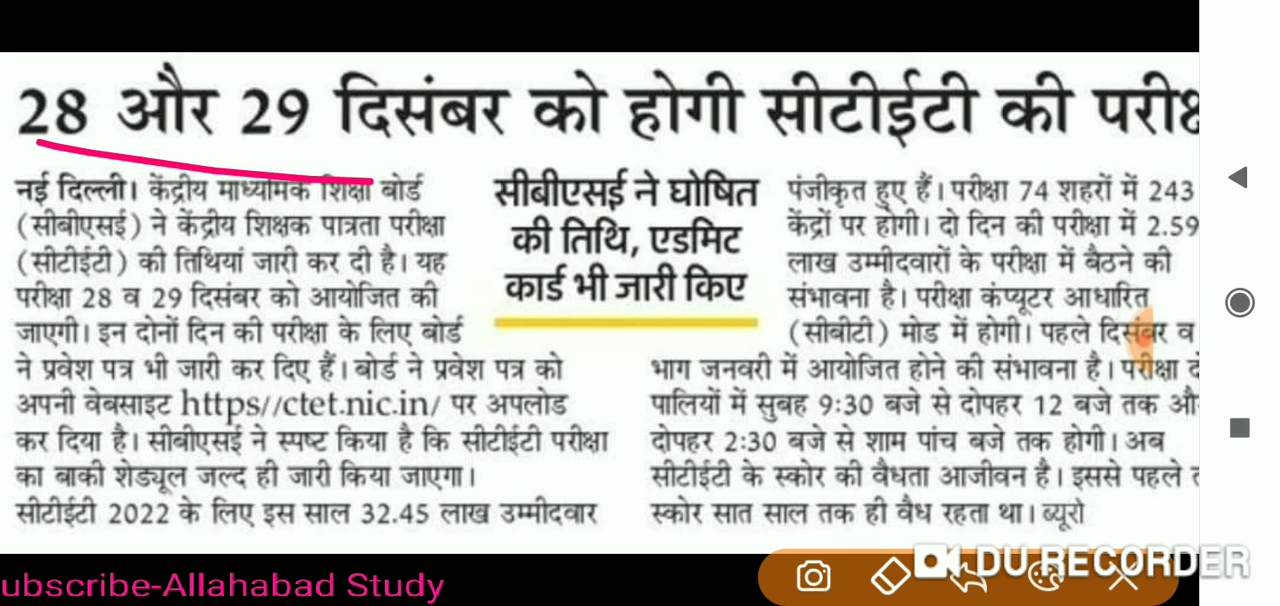 28 और 29 दिसंबर को होगी सीटीईटी की
नई दिल्ली। केंद्रीय माध्यमिक शिक्षा बोर्ड
(सीबीएसई) ने केंद्रीय शिक्षक पात्रता परीक्षा
(सीटीईटी) की तिथियां जारी कर दी है। यह
परीक्षा 28 व 29 दिसंबर को आयोजित की
जाएगी। इन दोनों दिन की परीक्षा के लिए बोर्ड
ने प्रवेश पत्र भी जारी कर दिए हैं। बोर्ड ने प्रवेश पत्र को
अपनी वेबसाइट https//ctet.nic.in/ पर अपलोड
कर दिया है। सीबीएसई ने स्पष्ट किया है कि सीटीईटी परीक्षा
का बाकी शेड्यूल जल्द ही जारी किया जाएगा।
सीटीईटी 2022 के लिए इस साल 32.45 लाख उम्मीदवार
सीबीएसई ने घोषित
की तिथि, एडमिट
कार्ड भी जारी किए
पंजीकृत हुए हैं। परीक्षा 74 शहरों में 243
केंद्रों पर होगी। दो दिन की परीक्षा में 2.59
लाख उम्मीदवारों के परीक्षा में बैठने की
संभावना है। परीक्षा कंप्यूटर आधारित
(सीबीटी) मोड में होगी। पहले दिसंबर व
भाग जनवरी में आयोजित होने की संभावना है। परीक्षा
पालियों में सुबह 9:30 बजे से दोपहर 12 बजे तक
दोपहर 2:30 बजे से शाम पांच बजे तक होगी। अब
सीटीईटी के स्कोर की वैधता आजीवन है। इससे पहले
स्कोर सात साल तक ही वैध रहता था। ब्यूरो
ubscribe-Allahabad Study
DU RECORDER